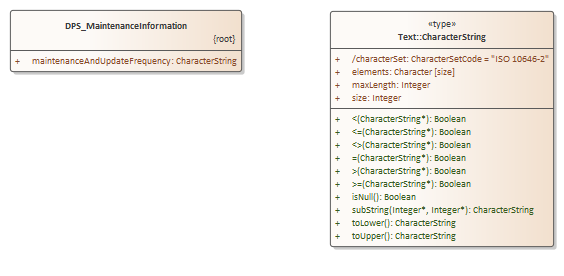 DPS_MaintenanceInformation
{root}
+ maintenanceAndUpdateFrequency: CharacterString
«type»
Text::CharacterString
+ /characterSet: CharacterSetCode = "ISO 10646-2"
+ elements: Character [size]
+ maxLength: Integer
+ size: Integer
+ <(CharacterString*): Boolean
+ <=(CharacterString*): Boolean
+ <>(CharacterString*): Boolean
+ =(CharacterString*): Boolean
+ >(CharacterString*): Boolean
+ >=(CharacterString*): Boolean
+ isNull(): Boolean
+ subString(Integer*, Integer*): CharacterString
+ toLower(): CharacterString
+ toUpper(): CharacterString